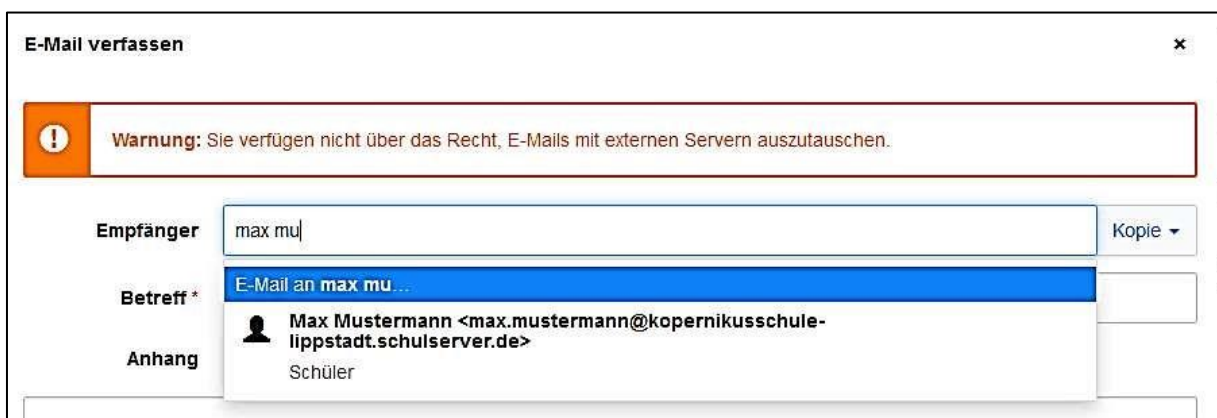 E-Mail verfassen ×
Warnung: Sie verfügen nicht über das Recht, E-Mails mit externen Servern auszutauschen.
Empfänger max mu Kopie
Betreff *
E-Mail an max mu...
Max Mustermann <max.mustermann@kopernikusschule-
lippstadt.schulserver.de>
Anhang
Schüler